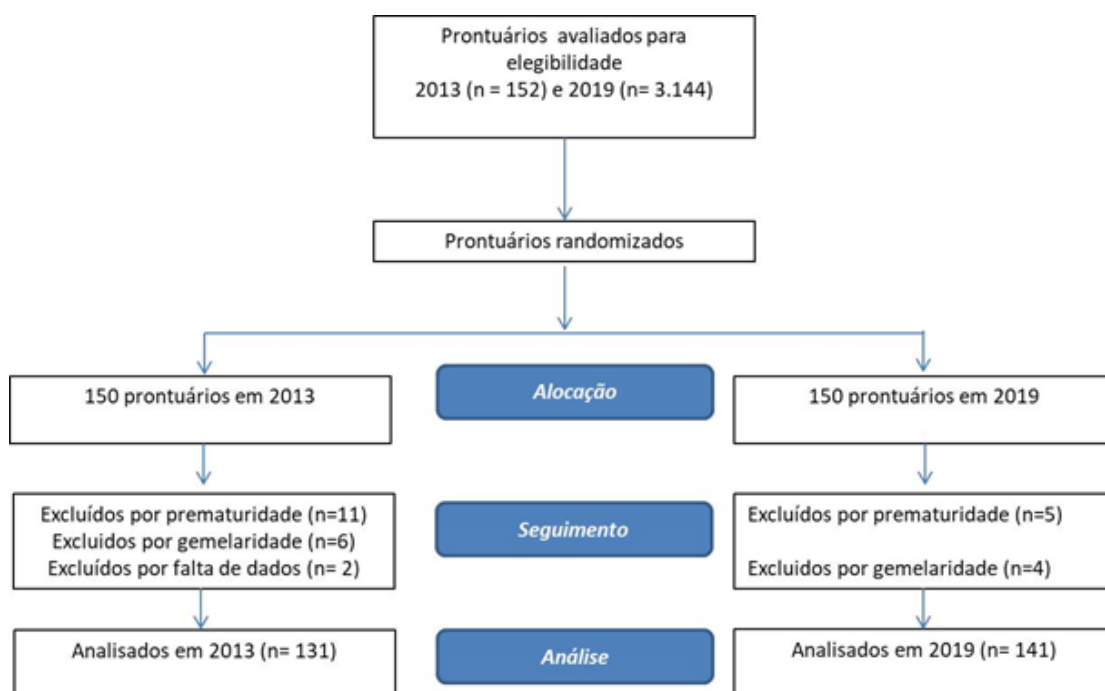 Prontuários avaliados para
elegibilidade
2013 (n = 152) e 2019 (n= 3.144)
Prontuários randomizados
150 prontuários em 2013
Alocação
150 prontuários em 2019
Excluídos por prematuridade (n=11)
Excluidos por gemelaridade (n=6)
Excluídos por falta de dados (n= 2)
Seguimento
Excluídos por prematuridade (n=5)
Excluidos por gemelaridade (n=4)
Analisados em 2013 (n= 131)
Análise
Analisados em 2019 (n= 141)